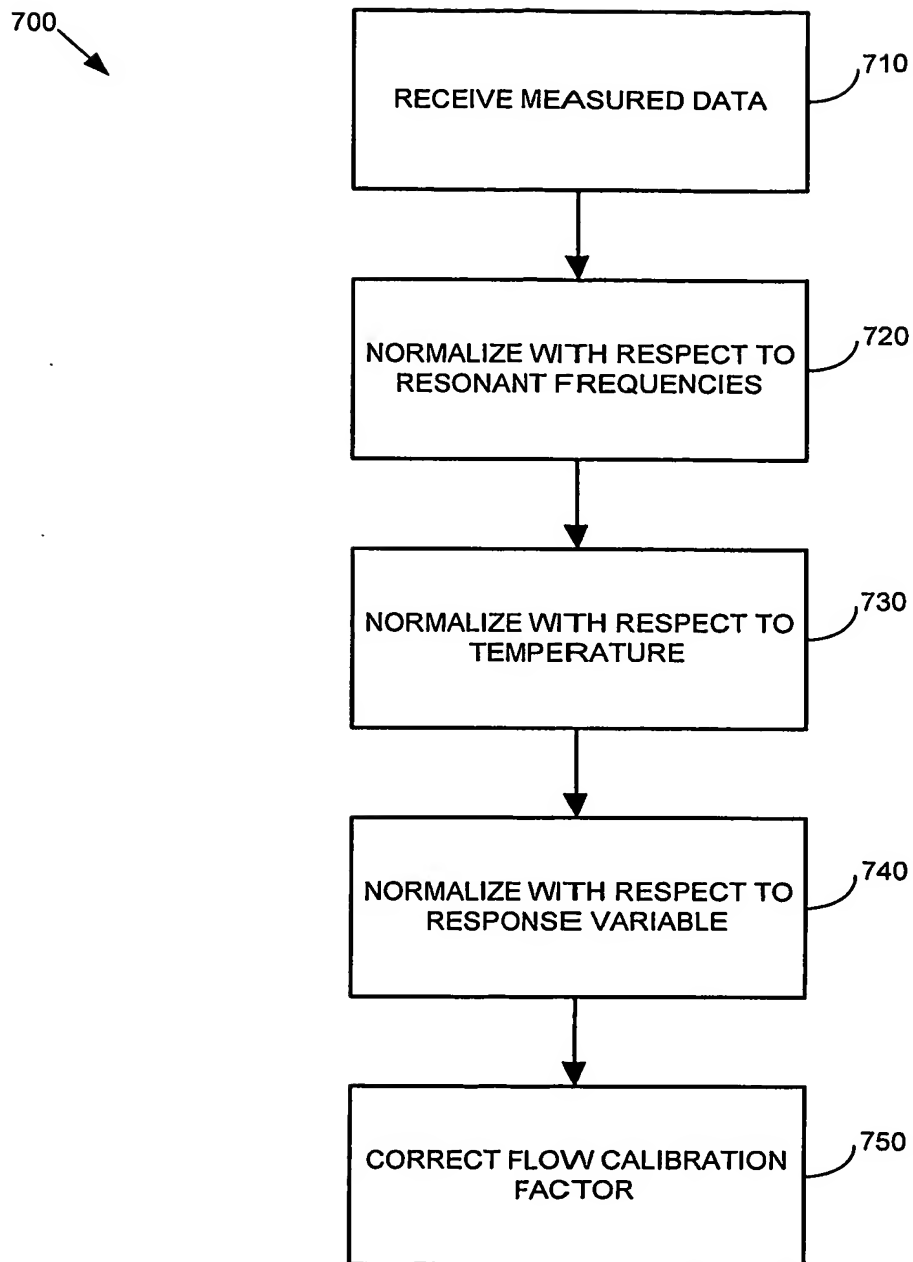 700
710
RECEIVE MEASURED DATA
720
NORMALIZE WITH RESPECT TO
RESONANT FREQUENCIES
730
NORMALIZE WITH RESPECT TO
TEMPERATURE
740
NORMALIZE WITH RESPECT TO
RESPONSE VARIABLE
750
CORRECT FLOW CALIBRATION
FACTOR